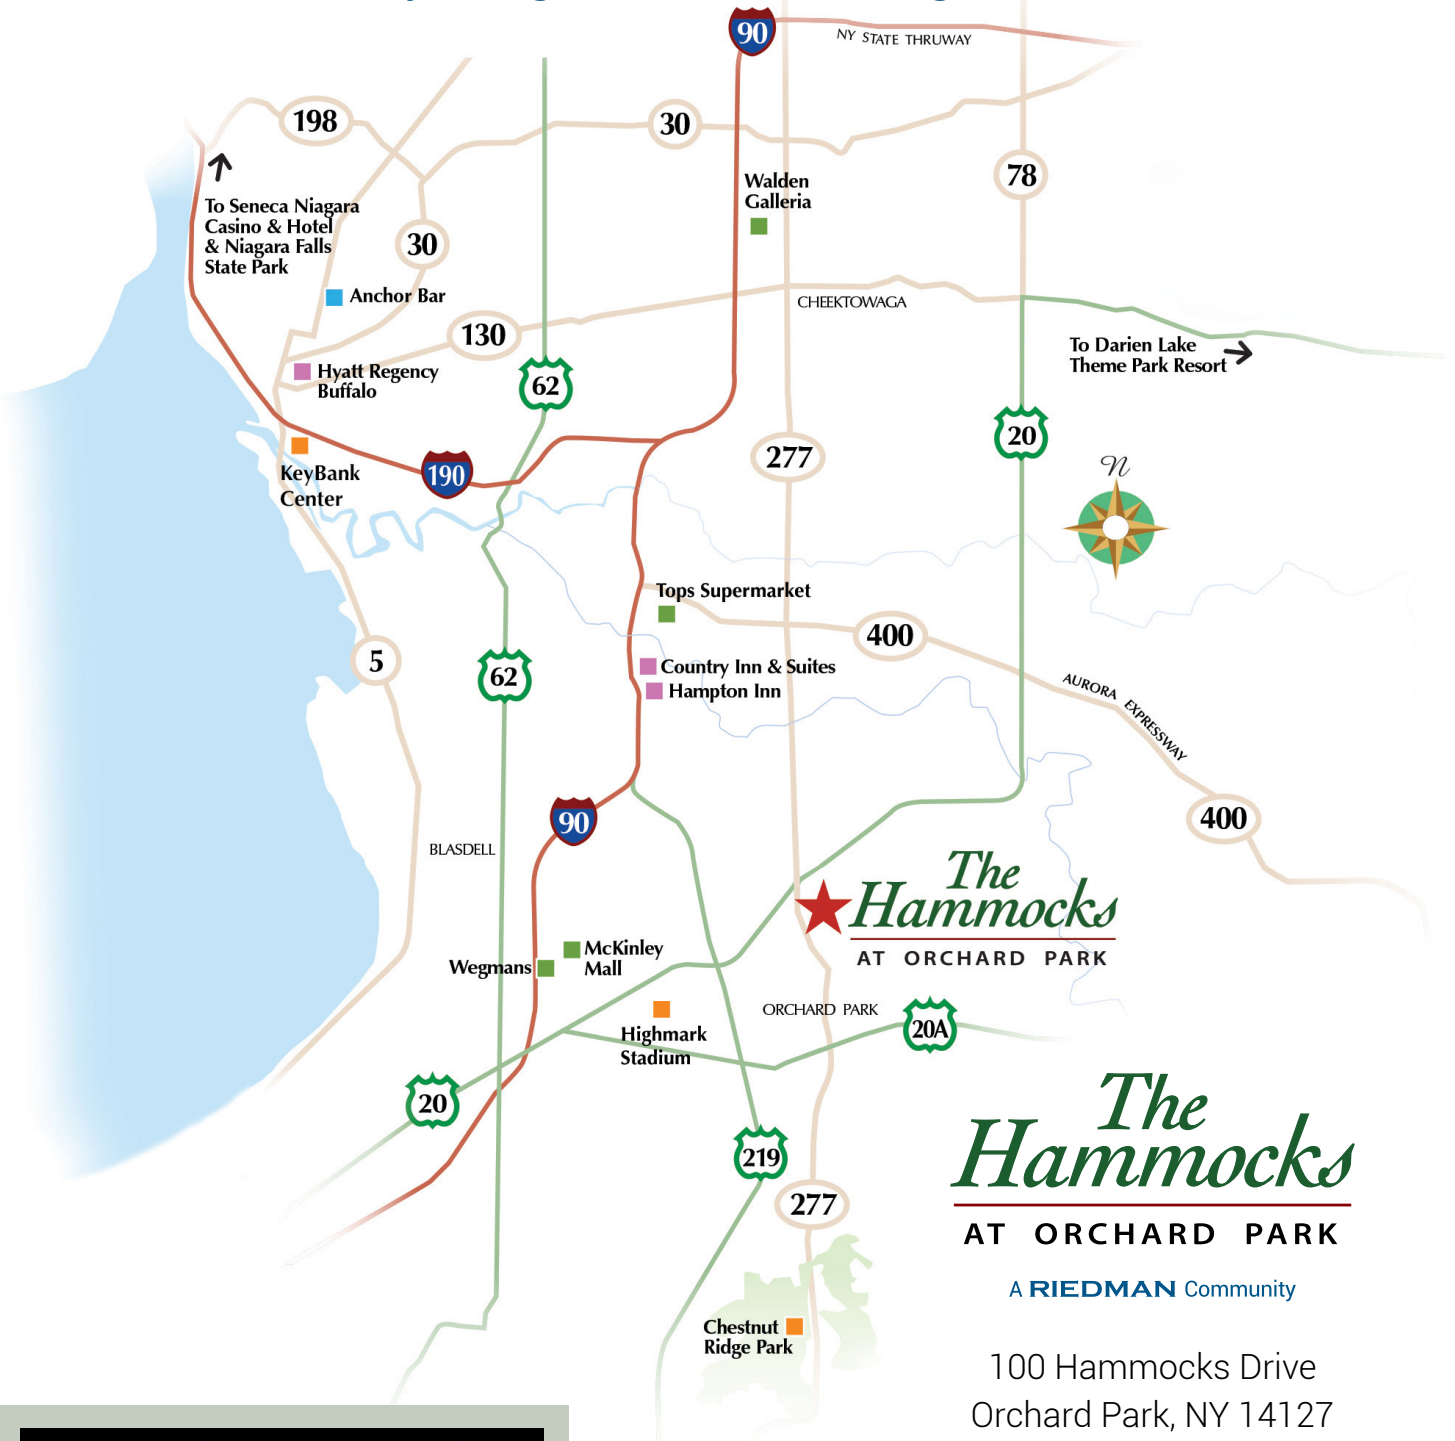 90
NY STATE THRUWAY
198
30
78
Walden
Galleria
To Seneca Niagara
Casino & Hotel
& Niagara Falls
State Park
30
Anchor Bar
CHEEKTOWAGA
130
To Darien Lake
Theme Park Resort
Hyatt Regency
Buffalo
62
20
277
N
KeyBank
Center
190
Tops Supermarket
400
5
62
Country Inn & Suites
Hampton Inn
AURORA EXPRESSWAY
90
400
BLASDELL
The
Hammocks
AT ORCHARD PARK
McKinley
Mall
Wegmans
ORCHARD PARK
20A
Highmark
Stadium
20
219
277
The
Hammocks
AT ORCHARD PARK
A RIEDMAN Community
Chestnut
Ridge Park
100 Hammocks Drive
Orchard Park, NY 14127